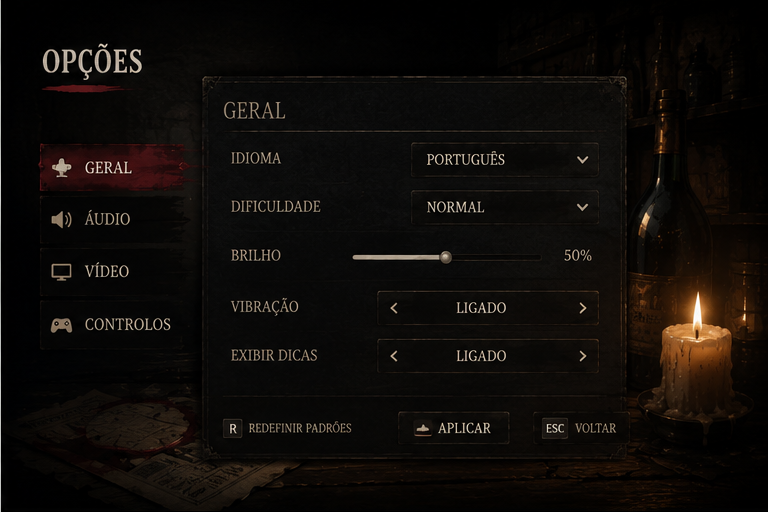 OPÇÕES
GERAL
ÁUDIO
VÍDEO
CONTROLOS
GERAL
IDIOMA
PORTUGUÊS
DIFICULDADE
NORMAL
BRILHO
50%
VIBRAÇÃO
LIGADO
EXIBIR DICAS
LIGADO
R REDEFINIR PADRÕES
APLICAR
ESC VOLTAR